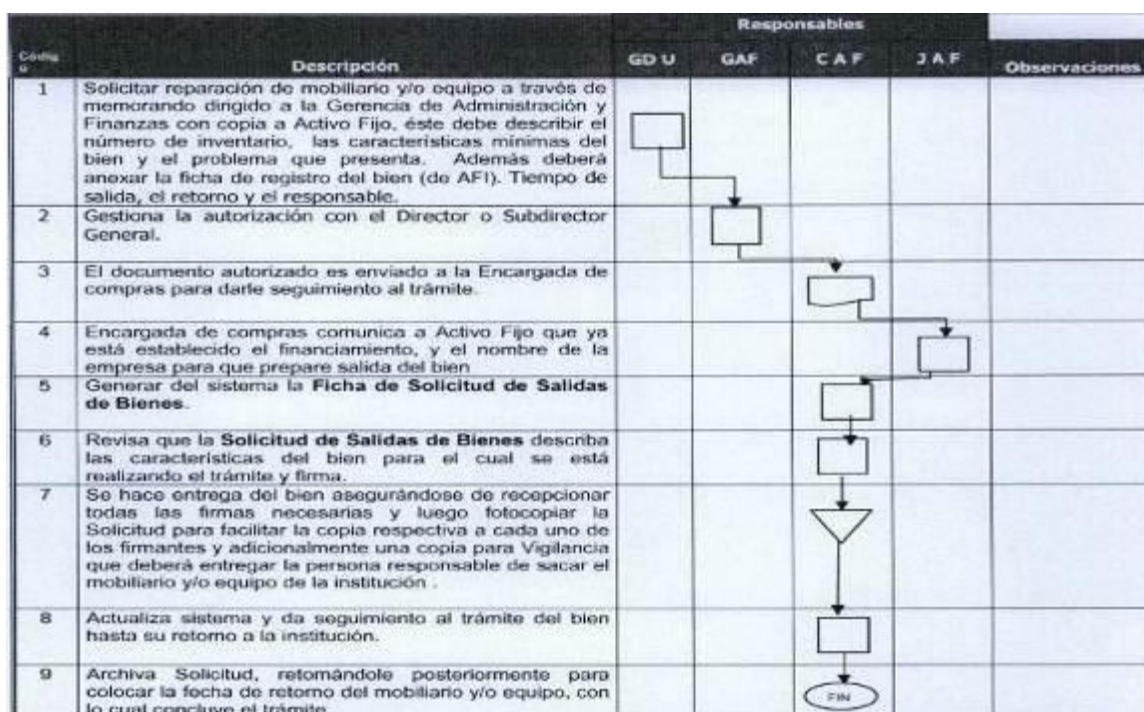 Responsables
Códig
o
Descripción
GD U
GAF
C A F
J A F
Observaciones
1
Solicitar reparación de mobiliario y/o equipo a través de
memorando dirigido a la Gerencia de Administración y
Finanzas con copia a Activo Fijo, éste debe describir el
número de inventario, las características mínimas del
bien y el problema que presenta. Además deberá
anexar la ficha de registro del bien (de AFI). Tiempo de
salida, el retorno y el responsable.
2
Gestiona la autorización con el Director o Subdirector
General.
3
El documento autorizado es enviado a la Encargada de
compras para darle seguimiento al trámite.
4
Encargada de compras comunica a Activo Fijo que ya
está establecido el financiamiento, y el nombre de la
empresa para que prepare salida del bien
5
Generar del sistema la Ficha de Solicitud de Salidas
de Bienes.
6
Revisa que la Solicitud de Salidas de Bienes describa
las características del bien para el cual se está
realizando el trámite y firma.
7
Se hace entrega del bien asegurándose de recepcionar
todas las firmas necesarias y luego fotocopiar la
Solicitud para facilitar la copia respectiva a cada uno de
los firmantes y adicionalmente una copia para Vigilancia
que deberá entregar la persona responsable de sacar el
mobiliario y/o equipo de la institución .
8
Actualiza sistema y da seguimiento al trámite del bien
hasta su retorno a la institución.
9
Archiva Solicitud, retomándole posteriormente para
colocar la fecha de retorno del mobiliario y/o equipo, con
lo cual concluye el trámite
FIN